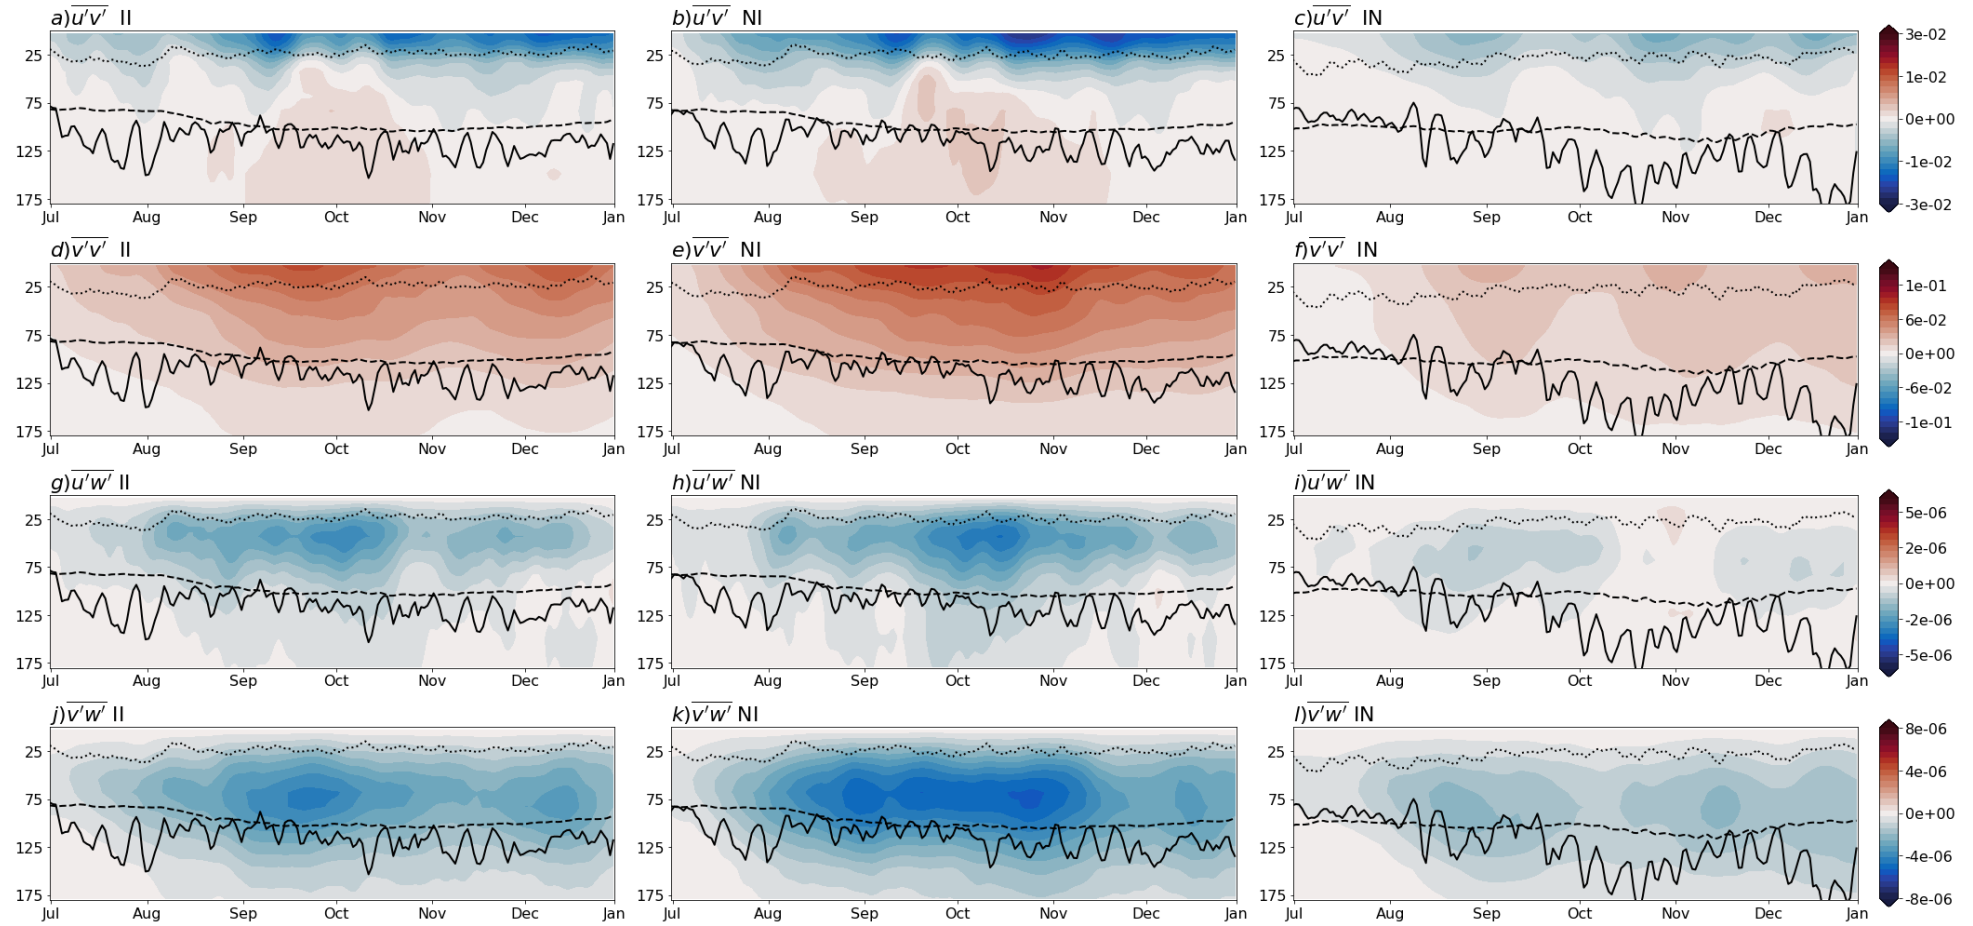 a) u'v' II
b) u'v' NI
c) u'v' IN
25
75
125
175
Jul Aug Sep Oct Nov Dec Jan
25
75
125
175
Jul Aug Sep Oct Nov Dec Jan
25
75
125
175
Jul Aug Sep Oct Nov Dec Jan
3e-02
1e-02
0e+00
-1e-02
-3e-02
d) v'v' II
e) v'v' NI
f) v'v' IN
25
75
125
175
Jul Aug Sep Oct Nov Dec Jan
25
75
125
175
Jul Aug Sep Oct Nov Dec Jan
25
75
125
175
Jul Aug Sep Oct Nov Dec Jan
1e-01
6e-02
0e+00
-6e-02
-1e-01
g) u'w' II
h) u'w' NI
i) u'w' IN
25
75
125
175
Jul Aug Sep Oct Nov Dec Jan
25
75
125
175
Jul Aug Sep Oct Nov Dec Jan
25
75
125
175
Jul Aug Sep Oct Nov Dec Jan
5e-06
2e-06
0e+00
-2e-06
-5e-06
j) v'w' II
k) v'w' NI
l) v'w' IN
25
75
125
175
Jul Aug Sep Oct Nov Dec Jan
25
75
125
175
Jul Aug Sep Oct Nov Dec Jan
25
75
125
175
Jul Aug Sep Oct Nov Dec Jan
8e-06
4e-06
0e+00
-4e-06
-8e-06